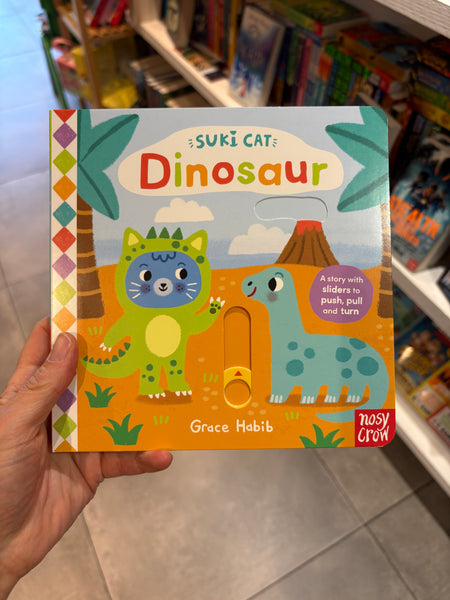 SUKi CAT
Dinosaur
A story with
sliders to
push, pull
and turn
Grace Habib
nosy
crow